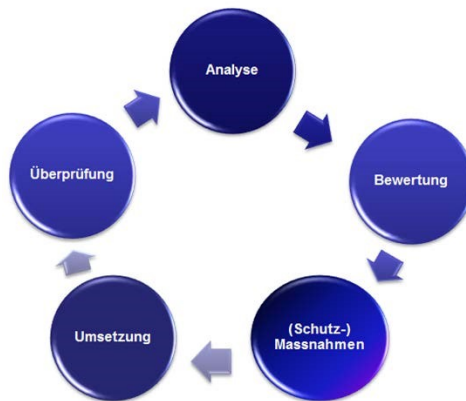 Analyse
Bewertung
(Schutz-)
Massnahmen
Umsetzung
Überprüfung